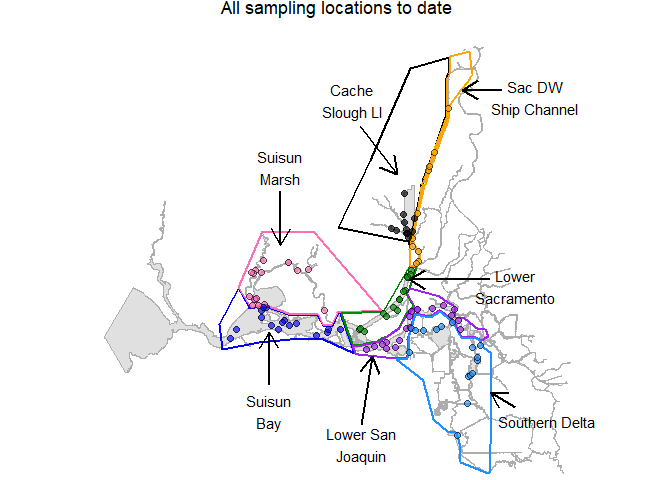 All sampling locations to date
Sac DW
Ship Channel
Cache
Slough LI
Suisun
Marsh
Lower
Sacramento
Suisun
Bay
Lower San
Joaquin
Southern Delta